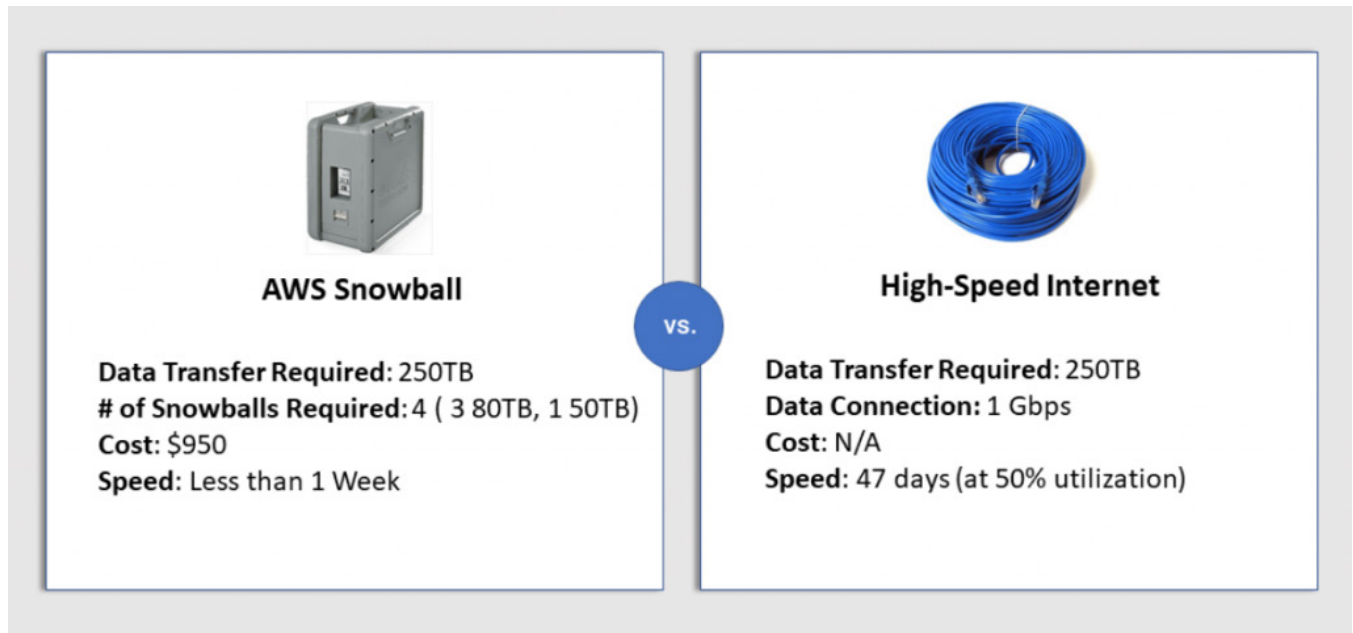 AWS Snowball
Data Transfer Required: 250TB
# of Snowballs Required: 4 ( 3 80TB, 1 50TB)
Cost: $950
Speed: Less than 1 Week
vs.
High-Speed Internet
Data Transfer Required: 250TB
Data Connection: 1 Gbps
Cost: N/A
Speed: 47 days (at 50% utilization)